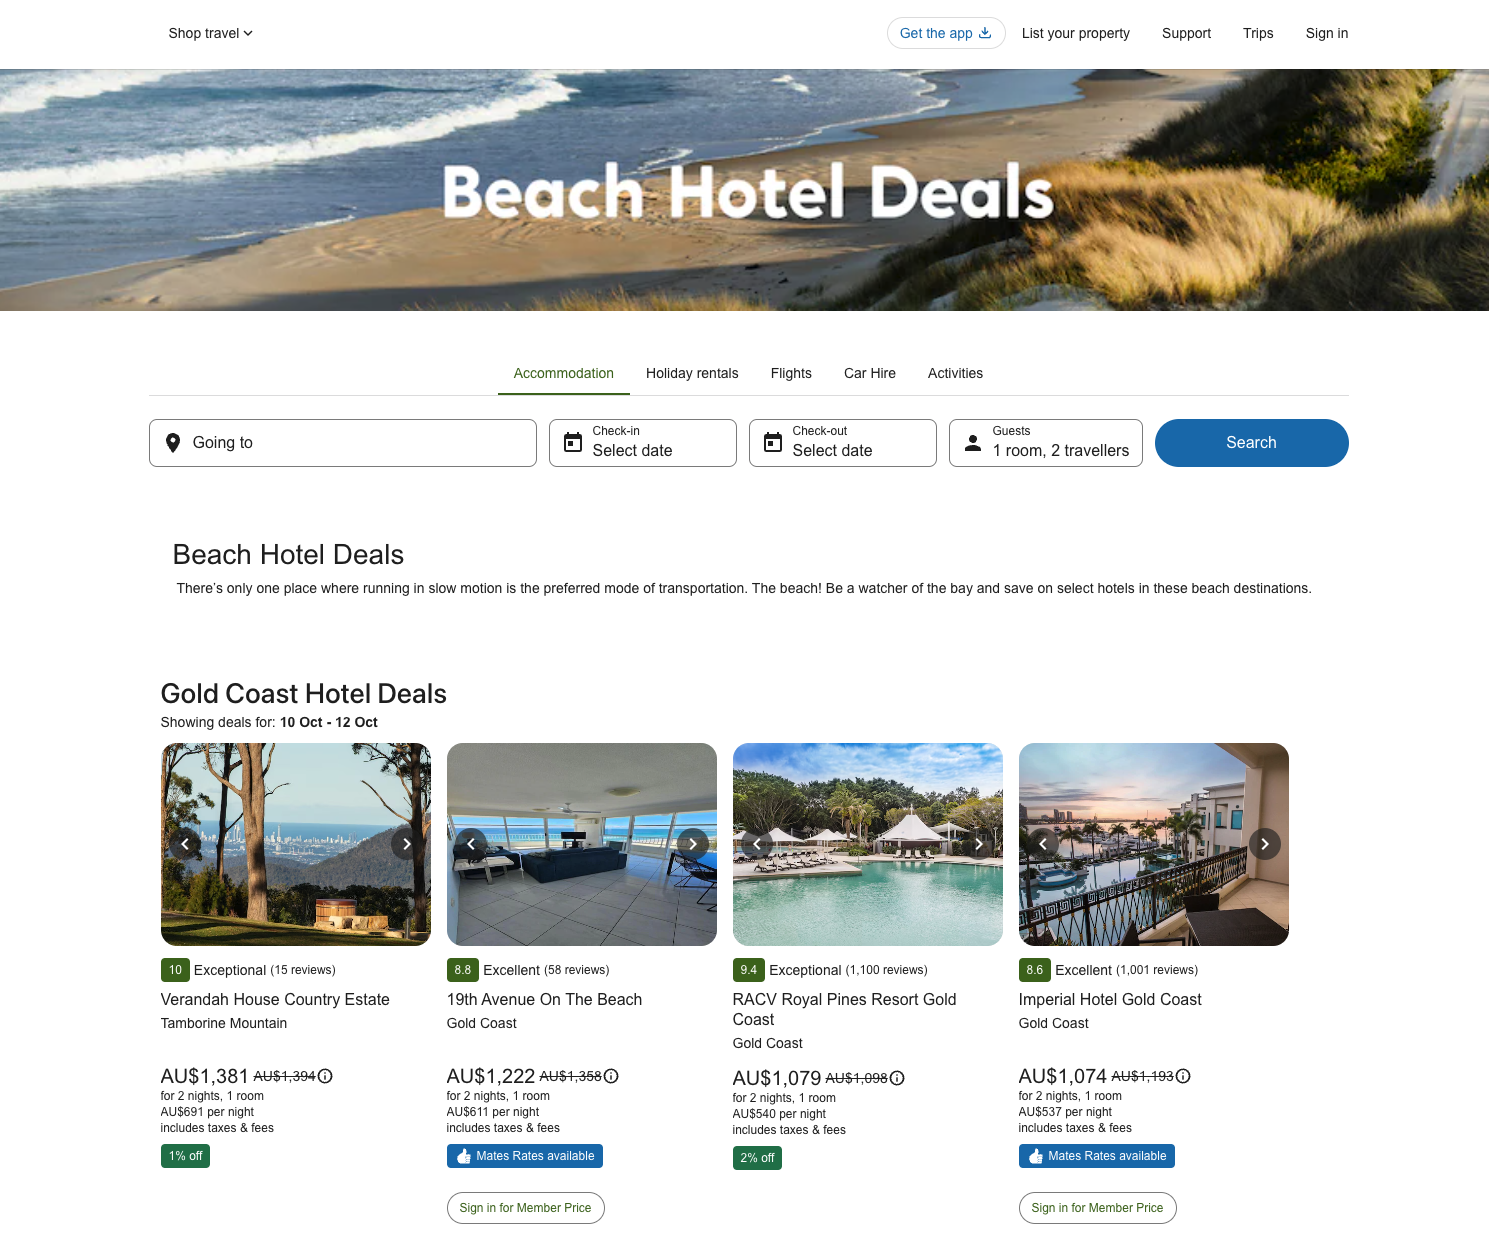 Shop travel
Get the app
List your property
Support
Trips
Sign in
Beach Hotel Deals
Accommodation
Holiday rentals
Flights
Car Hire
Activities
Going to
Check-in
Select date
Check-out
Select date
Guests
1 room, 2 travellers
Search
Beach Hotel Deals
There's only one place where running in slow motion is the preferred mode of transportation. The beach! Be a watcher of the bay and save on select hotels in these beach destinations.
Gold Coast Hotel Deals
Showing deals for: 10 Oct - 12 Oct
10 Exceptional (15 reviews)
Verandah House Country Estate
Tamborine Mountain
AU$1,381 AU$1,394
for 2 nights, 1 room
AU$691 per night
includes taxes & fees
1% off
8.8 Excellent (58 reviews)
19th Avenue On The Beach
Gold Coast
AU$1,222 AU$1,358
for 2 nights, 1 room
AU$611 per night
includes taxes & fees
Mates Rates available
Sign in for Member Price
9.4 Exceptional (1,100 reviews)
RACV Royal Pines Resort Gold
Coast
Gold Coast
AU$1,079 AU$1,098
for 2 nights, 1 room
AU$540 per night
includes taxes & fees
2% off
8.6 Excellent (1,001 reviews)
Imperial Hotel Gold Coast
Gold Coast
AU$1,074 AU$1,193
for 2 nights, 1 room
AU$537 per night
includes taxes & fees
Mates Rates available
Sign in for Member Price